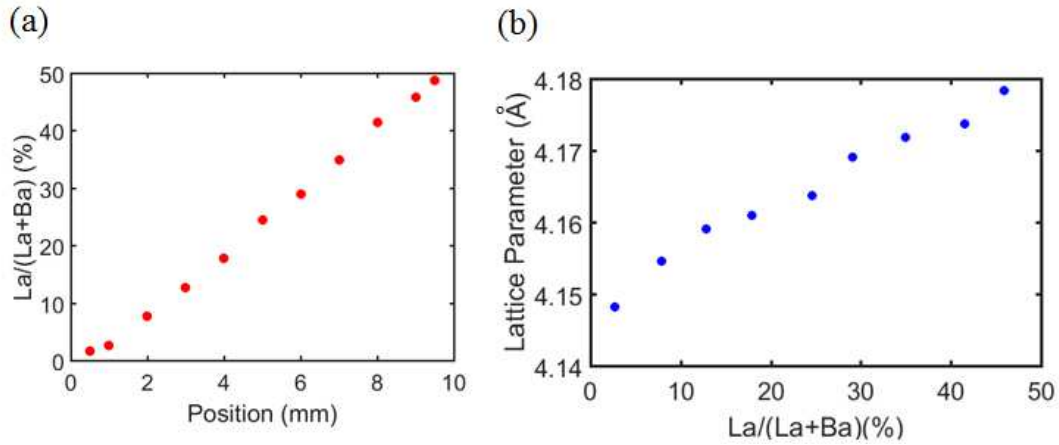 (a)
(b)
50
40
30
20
10
0
La/(La+Ba) (%)
0 2 4 6 8 10
Position (mm)
4.18
4.17
4.16
4.15
4.14
Lattice Parameter (Å)
0 10 20 30 40 50
La/(La+Ba)(%)